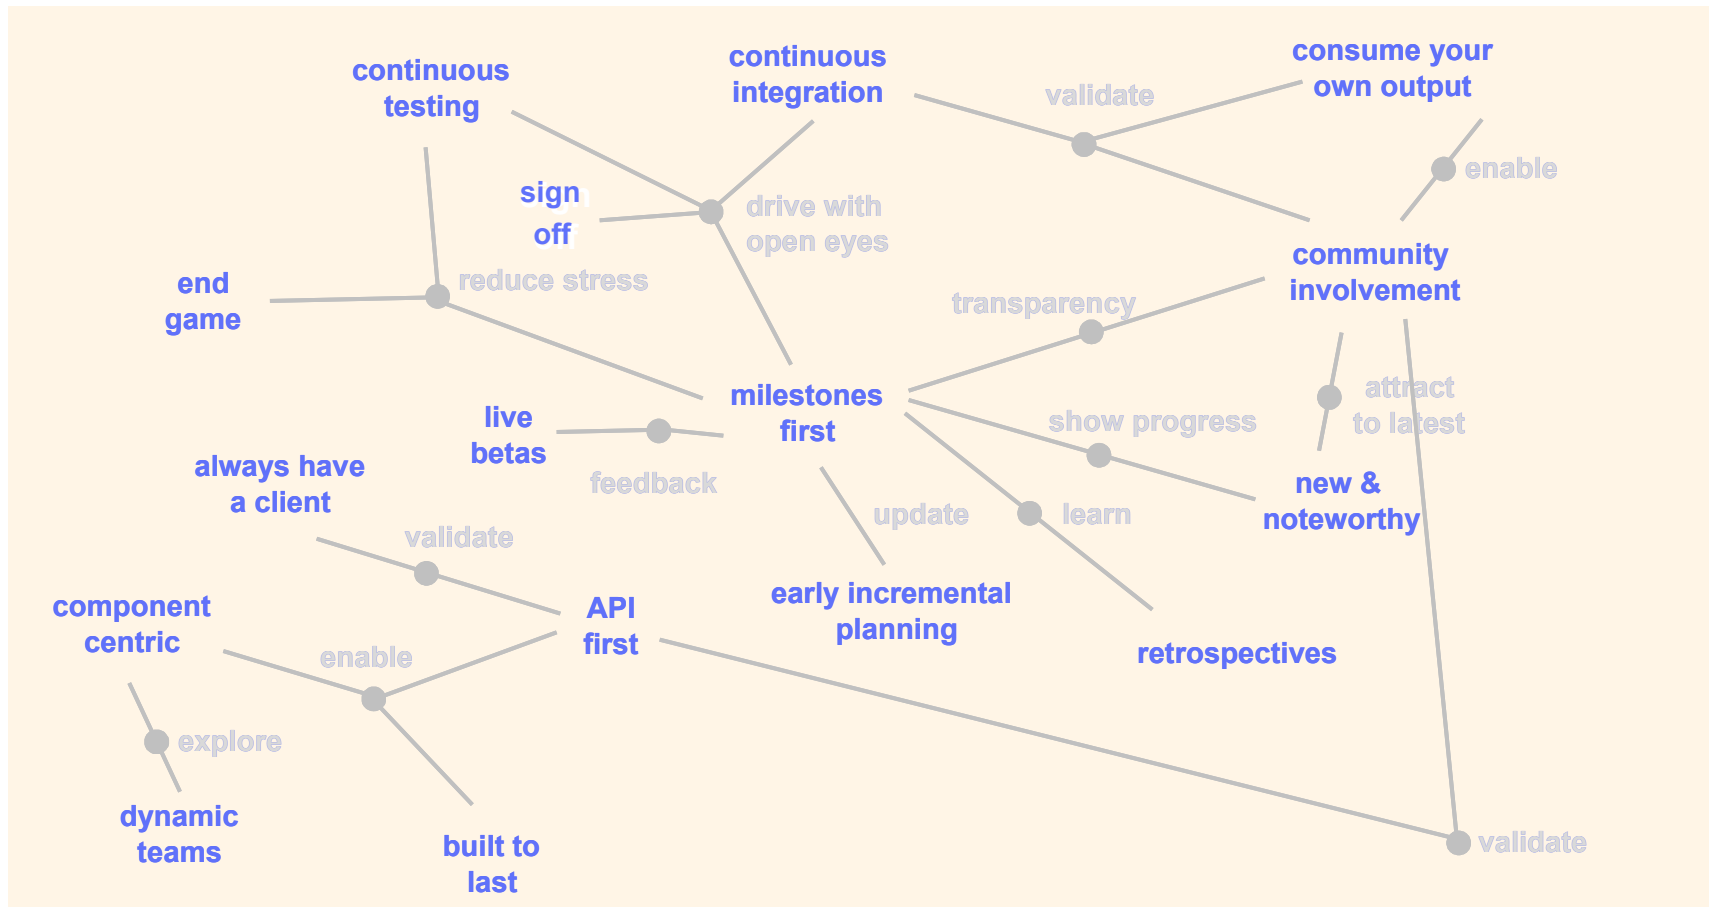 continuous
testing
continuous
integration
consume your
own output
validate
enable
sign
off
drive with
open eyes
reduce stress
end
game
community
involvement
transparency
milestones
first
live
betas
feedback
show progress
attract
to latest
always have
a client
new &
noteworthy
update
learn
validate
early incremental
planning
component
centric
API
first
retrospectives
enable
explore
dynamic
teams
built to
last
validate